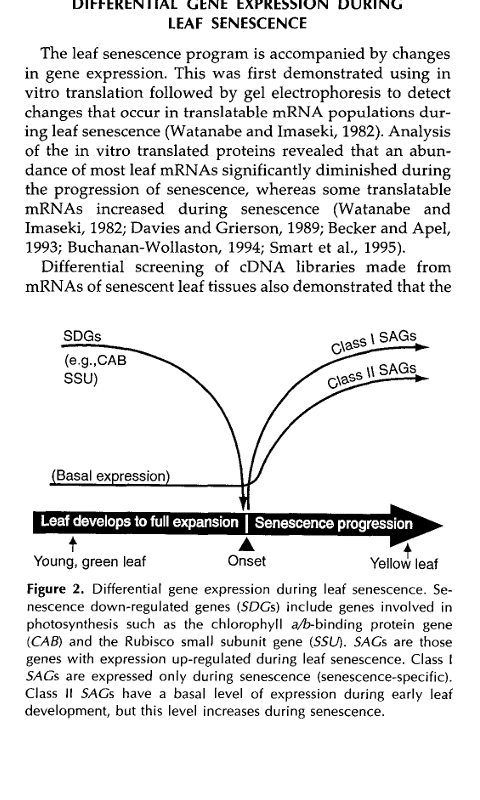 DIFFERENTIAL GENE EXPRESSION DURING
LEAF SENESCENCE
The leaf senescence program is accompanied by changes
in gene expression. This was first demonstrated using in
vitro translation followed by gel electrophoresis to detect
changes that occur in translatable mRNA populations dur-
ing leaf senescence (Watanabe and Imaseki, 1982). Analysis
of the in vitro translated proteins revealed that an abun-
dance of most leaf mRNAs significantly diminished during
the progression of senescence, whereas some translatable
mRNAs increased during senescence (Watanabe and
Imaseki, 1982; Davies and Grierson, 1989; Becker and Apel,
1993; Buchanan-Wollaston, 1994; Smart et al., 1995).
Differential screening of cDNA libraries made from
mRNAs of senescent leaf tissues also demonstrated that the
SDGs
(e.g.,CAB
SSU)
Class I SAGs
Class II SAGs
(Basal expression)
Leaf develops to full expansion | Senescence progression
Young, green leaf
Onset
Yellow leaf
Figure 2. Differential gene expression during leaf senescence. Se-
nescence down-regulated genes (SDGs) include genes involved in
photosynthesis such as the chlorophyll a/b-binding protein gene
(CAB) and the Rubisco small subunit gene (SSU). SAGs are those
genes with expression up-regulated during leaf senescence. Class I
SAGs are expressed only during senescence (senescence-specific).
Class II SAGs have a basal level of expression during early leaf
development, but this level increases during senescence.